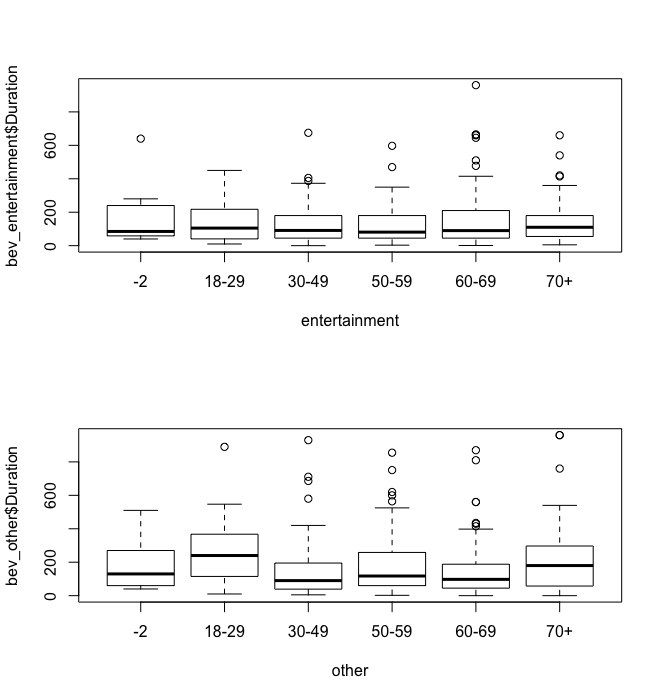 bev_entertainment$Duration
600
200
0
-2 18-29 30-49 50-59 60-69 70+
entertainment
bev_other$Duration
600
200
0
-2 18-29 30-49 50-59 60-69 70+
other